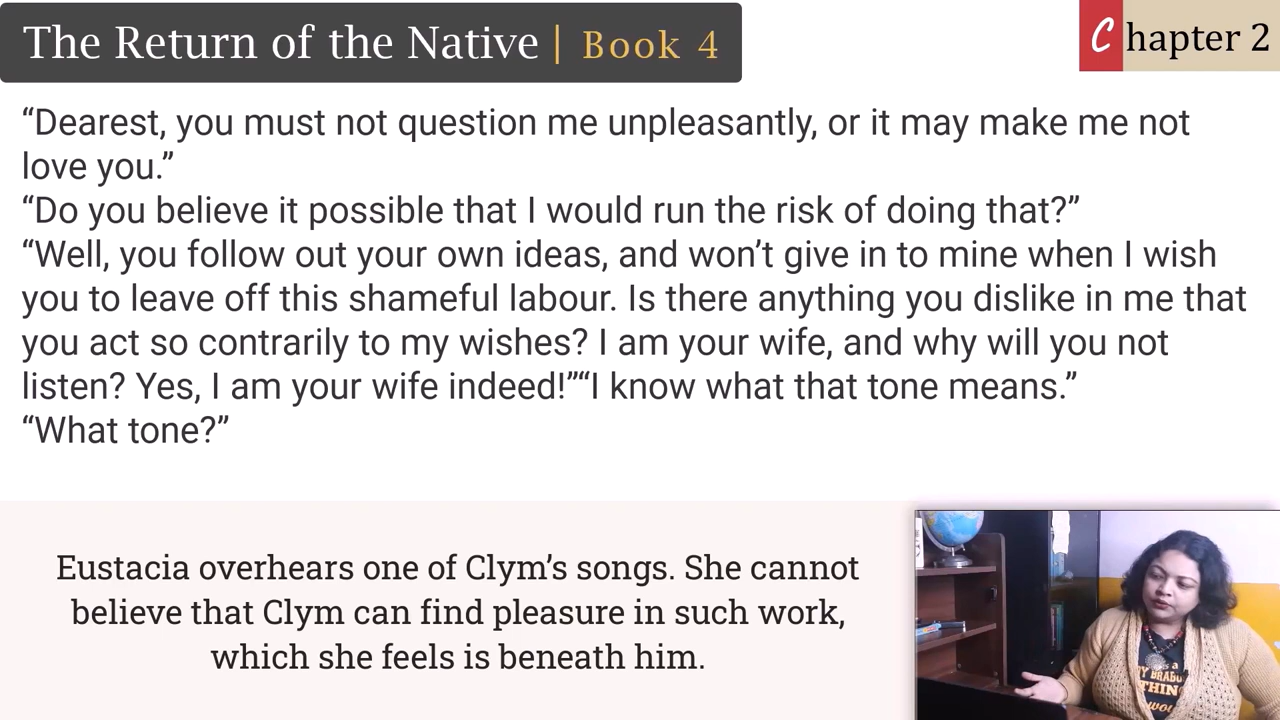 The Return of the Native | Book 4
Chapter 2
“Dearest, you must not question me unpleasantly, or it may make me not
love you.”
“Do you believe it possible that I would run the risk of doing that?”
“Well, you follow out your own ideas, and won’t give in to mine when I wish
you to leave off this shameful labour. Is there anything you dislike in me that
you act so contrarily to my wishes? I am your wife, and why will you not
listen? Yes, I am your wife indeed!”“I know what that tone means.”
“What tone?”
Eustacia overhears one of Clym’s songs. She cannot
believe that Clym can find pleasure in such work,
which she feels is beneath him.